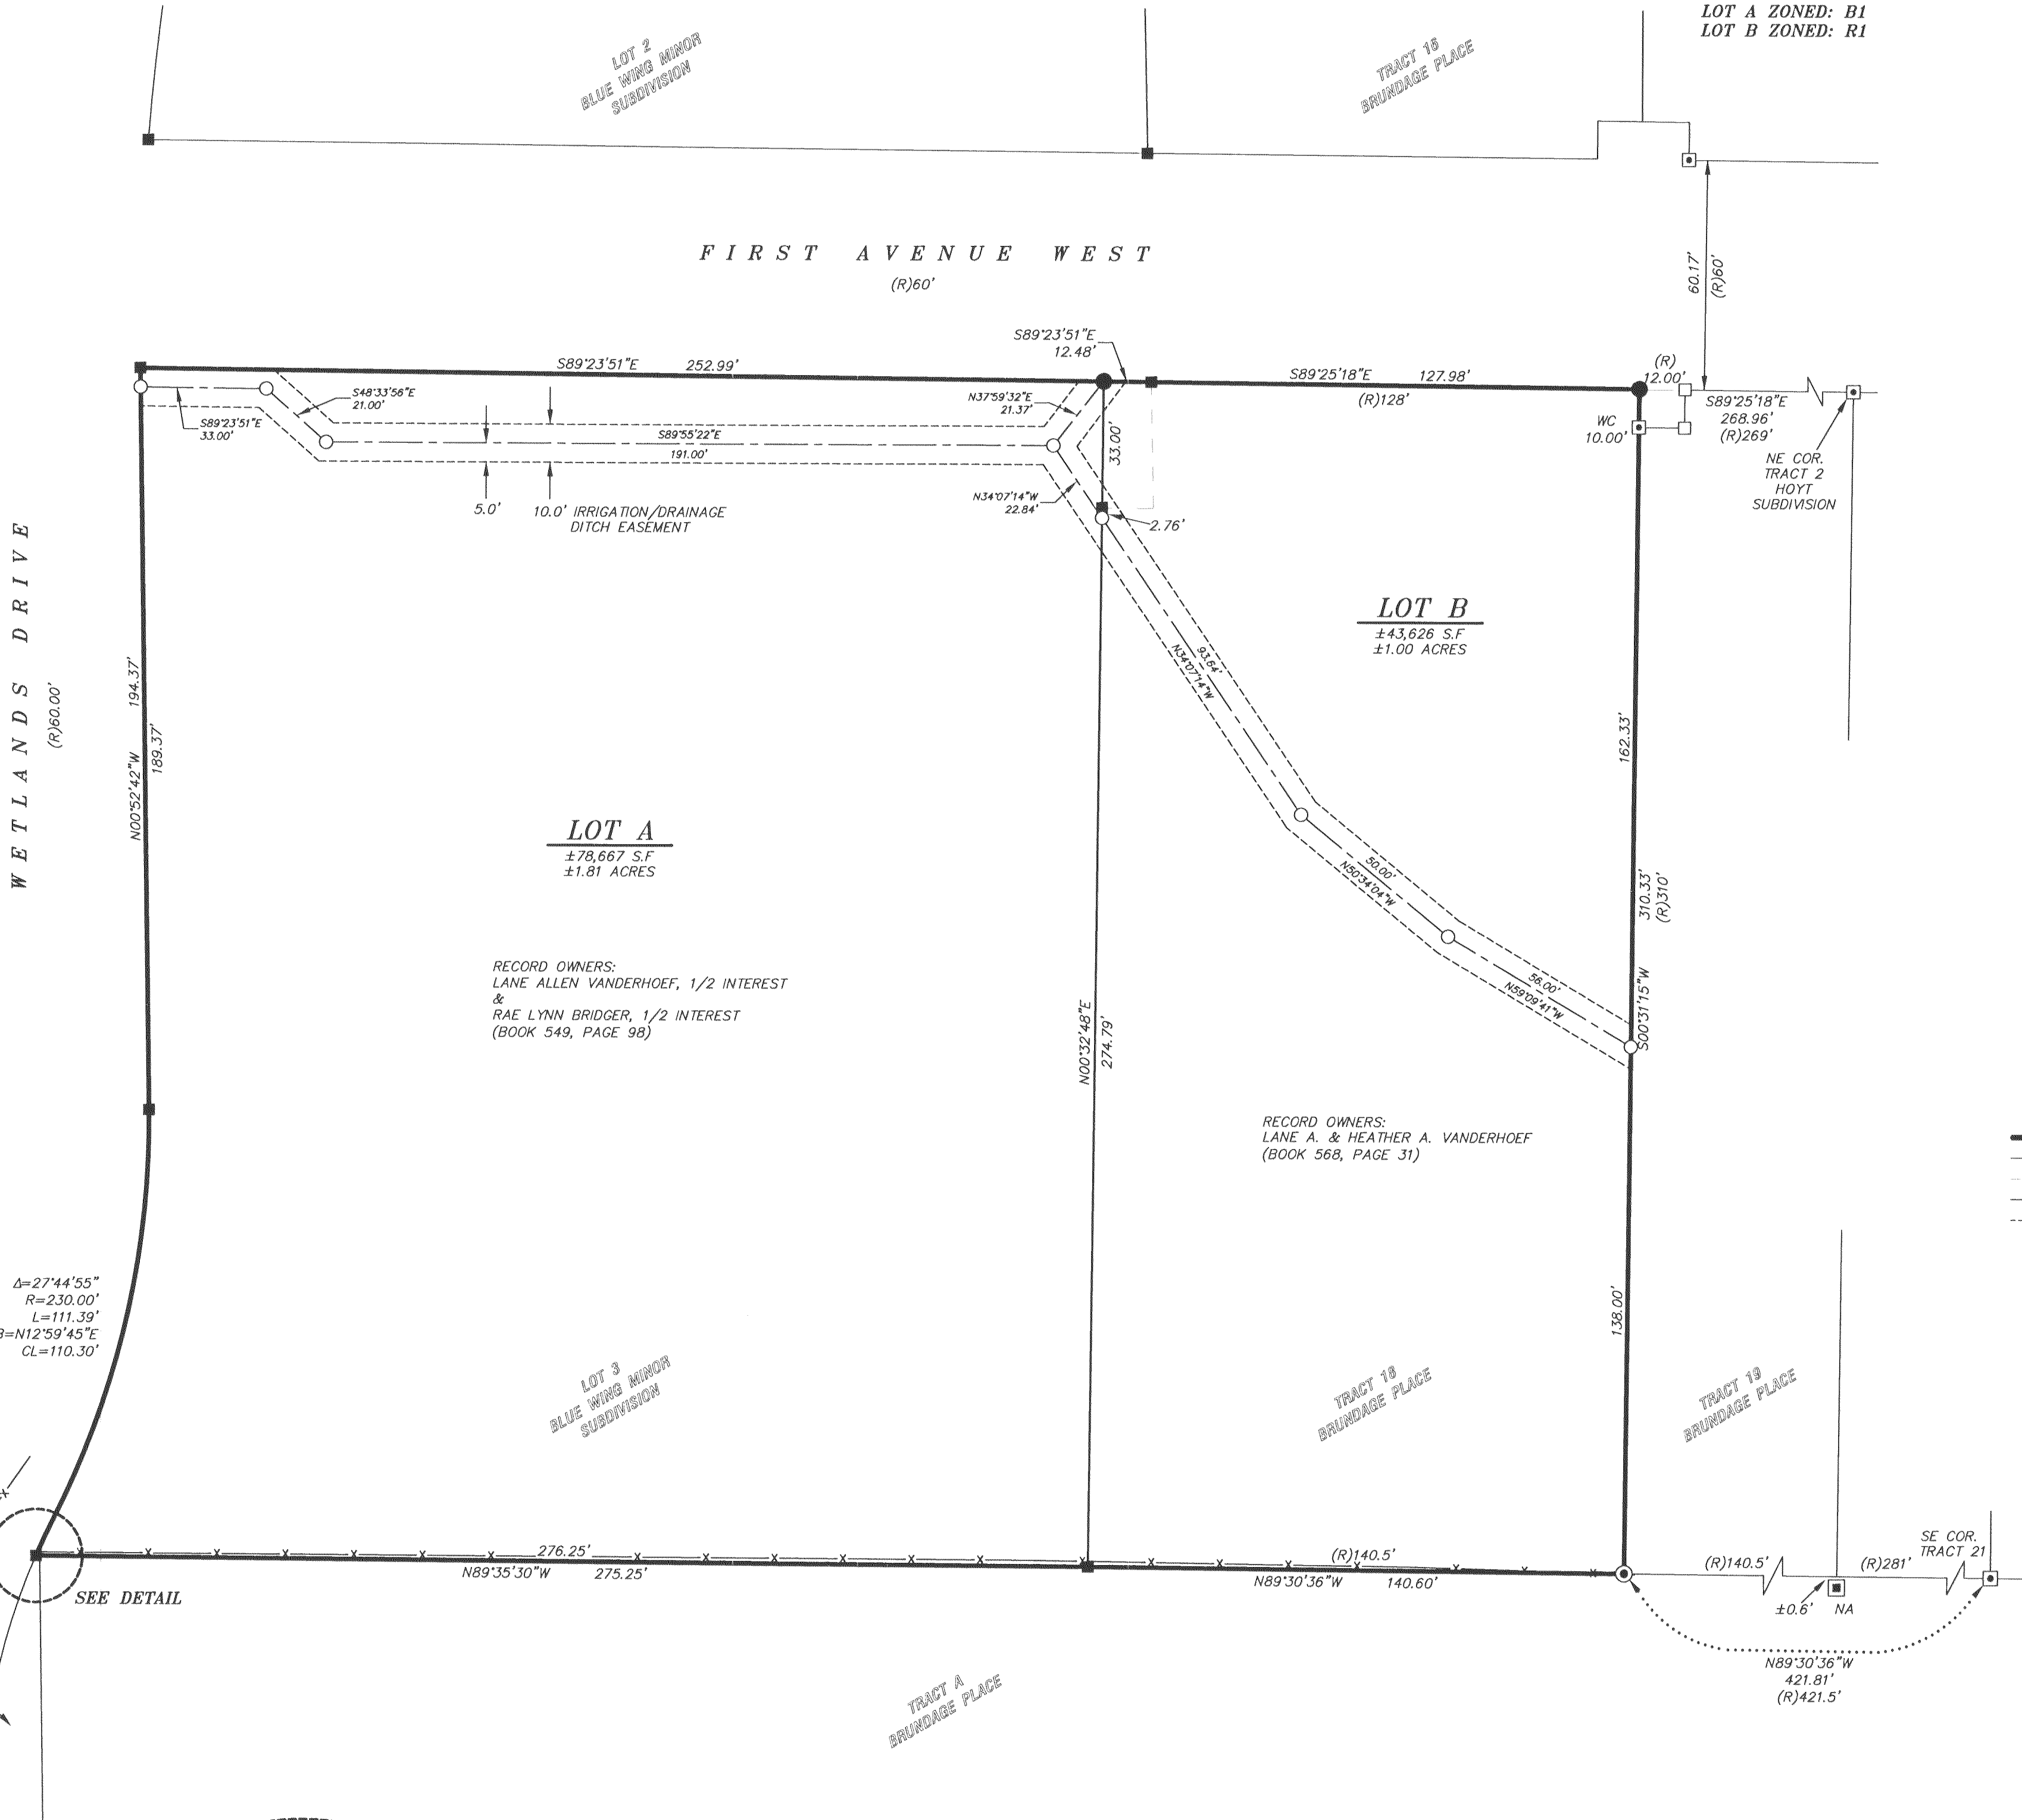 LOT A ZONED: B1
LOT B ZONED: R1
LOT 2
BLUE WING MINOR
SUBDIVISION
TRACT 16
BRUNDAGE PLACE
FIRST AVENUE WEST
(R)60'
60.17'
(R)60'
S89°23'51"E
12.48'
S89°23'51"E 252.99'
S89°25'18"E 127.98'
(R)128'
(R)
12.00'
S89°25'18"E
268.96'
(R)269'
WC
10.00'
NE COR.
TRACT 2
HOYT
SUBDIVISION
S89°23'51"E
33.00'
S48°33'56"E
21.00'
S89°55'22"E
191.00'
N37°59'32"E
21.37'
33.00'
N34°07'14"W
22.84'
2.76'
5.0'
10.0' IRRIGATION/DRAINAGE
DITCH EASEMENT
WETLANDS DRIVE
(R)60.00'
N00°52'42"W 194.37'
189.37'
LOT B
±43,626 S.F
±1.00 ACRES
93.64'
N34°07'14"W
162.33'
LOT A
±78,667 S.F
±1.81 ACRES
50.00'
N50°34'04"W
S00°31'15"W 310.33'
(R)310'
56.00'
N59°09'41"W
RECORD OWNERS:
LANE ALLEN VANDERHOEF, 1/2 INTEREST
&
RAE LYNN BRIDGER, 1/2 INTEREST
(BOOK 549, PAGE 98)
N00°32'48"E
274.79'
RECORD OWNERS:
LANE A. & HEATHER A. VANDERHOEF
(BOOK 568, PAGE 31)
138.00'
Δ=27°44'55"
R=230.00'
L=111.39'
B=N12°59'45"E
CL=110.30'
LOT 3
BLUE WING MINOR
SUBDIVISION
TRACT 18
BRUNDAGE PLACE
TRACT 19
BRUNDAGE PLACE
276.25'
N89°35'30"W 275.25'
(R)140.5'
N89°30'36"W 140.60'
SEE DETAIL
SE COR.
TRACT 21
(R)140.5'
(R)281'
±0.6' NA
N89°30'36"W
421.81'
(R)421.5'
TRACT A
BRUNDAGE PLACE